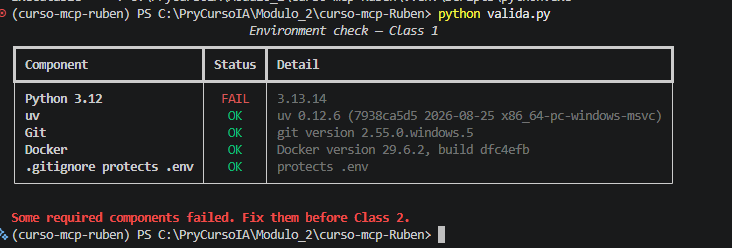 (curso-mcp-ruben) PS C:\PryCursoIA\Modulo_2\curso-mcp-Ruben> python valida.py
Environment check — Class 1
Component Status Detail
Python 3.12 FAIL 3.13.14
uv OK uv 0.12.6 (7938ca5d5 2026-08-25 x86_64-pc-windows-msvc)
Git OK git version 2.55.0.windows.5
Docker OK Docker version 29.6.2, build dfc4efb
.gitignore protects .env OK protects .env
Some required components failed. Fix them before Class 2.
(curso-mcp-ruben) PS C:\PryCursoIA\Modulo_2\curso-mcp-Ruben>